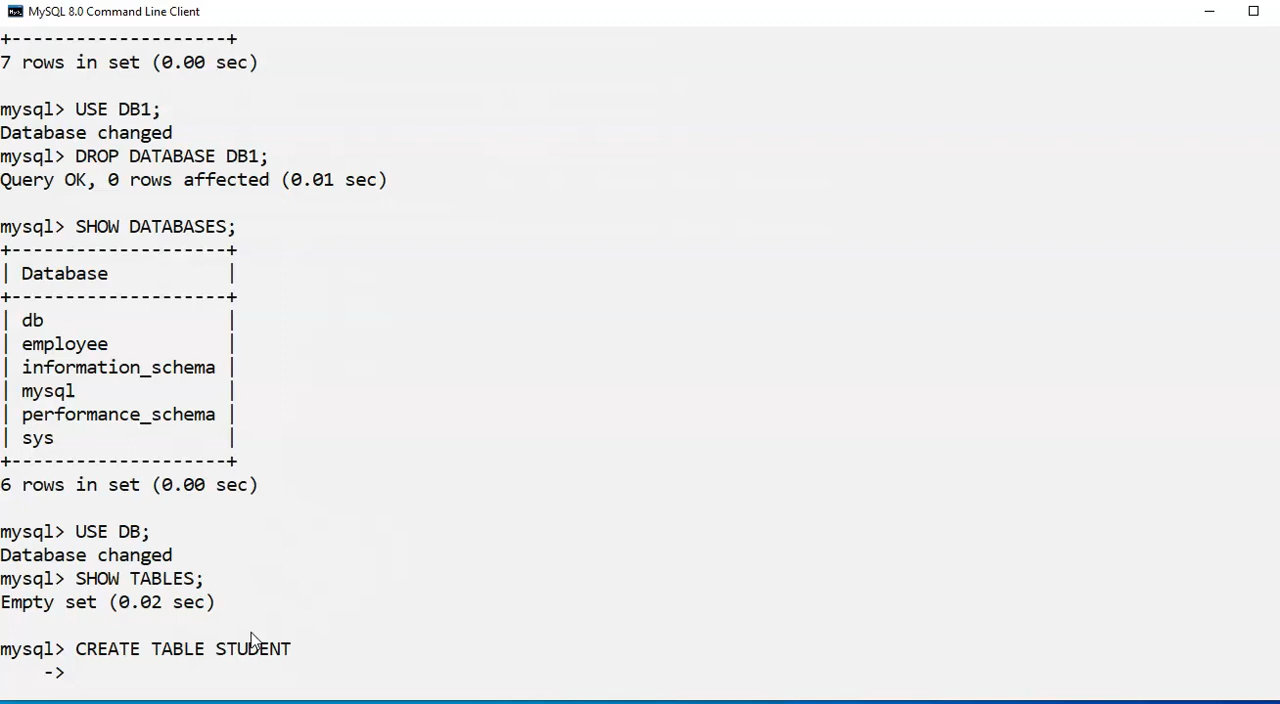 MySQL 8.0 Command Line Client
+--------------------+
7 rows in set (0.00 sec)
mysql> USE DB1;
Database changed
mysql> DROP DATABASE DB1;
Query OK, 0 rows affected (0.01 sec)
mysql> SHOW DATABASES;
+--------------------+
| Database           |
+--------------------+
| db                 |
| employee           |
| information_schema |
| mysql              |
| performance_schema |
| sys                |
+--------------------+
6 rows in set (0.00 sec)
mysql> USE DB;
Database changed
mysql> SHOW TABLES;
Empty set (0.02 sec)
mysql> CREATE TABLE STUDENT
    ->